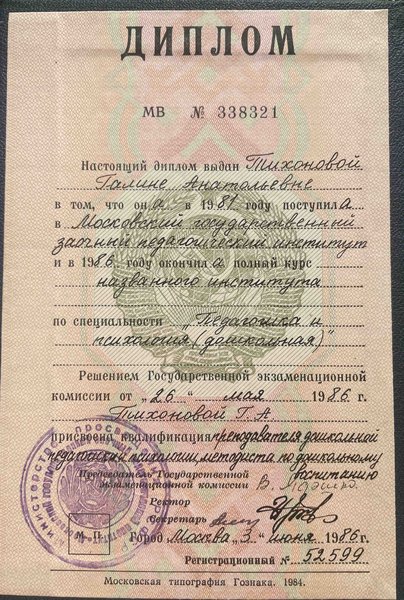 ДИПЛОМ
МВ № 338321
Настоящий диплом выдан Тихоновой
Галине Анатольевне
в том, что она в 1981 году поступила
в Московский государственный
заочный педагогический институт
и в 1986 году окончила полный курс
названного института
по специальности „Педагогика и
психология (дошкольная)"
Решением Государственной экзаменационной
комиссии от „26" мая 1986 г.
Тихоновой Г. А.
присвоена квалификация преподавателя дошкольной
педагогики и психологии, методиста по дошкольному
воспитанию
Председатель Государственной
экзаменационной комиссии
Ректор
Секретарь
М. П.
Город Москва „3" июня 1986 г.
Регистрационный № 52599
Московская типография Гознака. 1984.